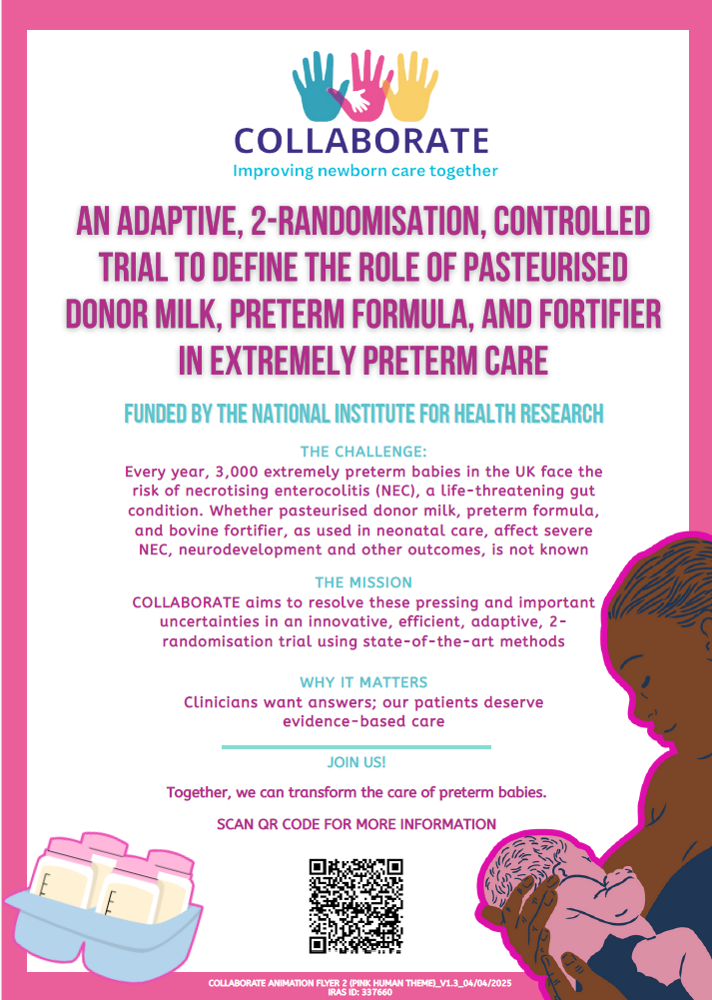 COLLABORATE
Improving newborn care together
AN ADAPTIVE, 2-RANDOMISATION, CONTROLLED
TRIAL TO DEFINE THE ROLE OF PASTEURISED
DONOR MILK, PRETERM FORMULA, AND FORTIFIER
IN EXTREMELY PRETERM CARE
FUNDED BY THE NATIONAL INSTITUTE FOR HEALTH RESEARCH
THE CHALLENGE:
Every year, 3,000 extremely preterm babies in the UK face the
risk of necrotising enterocolitis (NEC), a life-threatening gut
condition. Whether pasteurised donor milk, preterm formula,
and bovine fortifier, as used in neonatal care, affect severe
NEC, neurodevelopment and other outcomes, is not known
THE MISSION
COLLABORATE aims to resolve these pressing and important
uncertainties in an innovative, efficient, adaptive, 2-
randomisation trial using state-of-the-art methods
WHY IT MATTERS
Clinicians want answers; our patients deserve
evidence-based care
JOIN US!
Together, we can transform the care of preterm babies.
SCAN QR CODE FOR MORE INFORMATION
COLLABORATE ANIMATION FLYER 2 (PINK HUMAN THEME)_V1.3_04/04/2025
IRAS ID: 337660